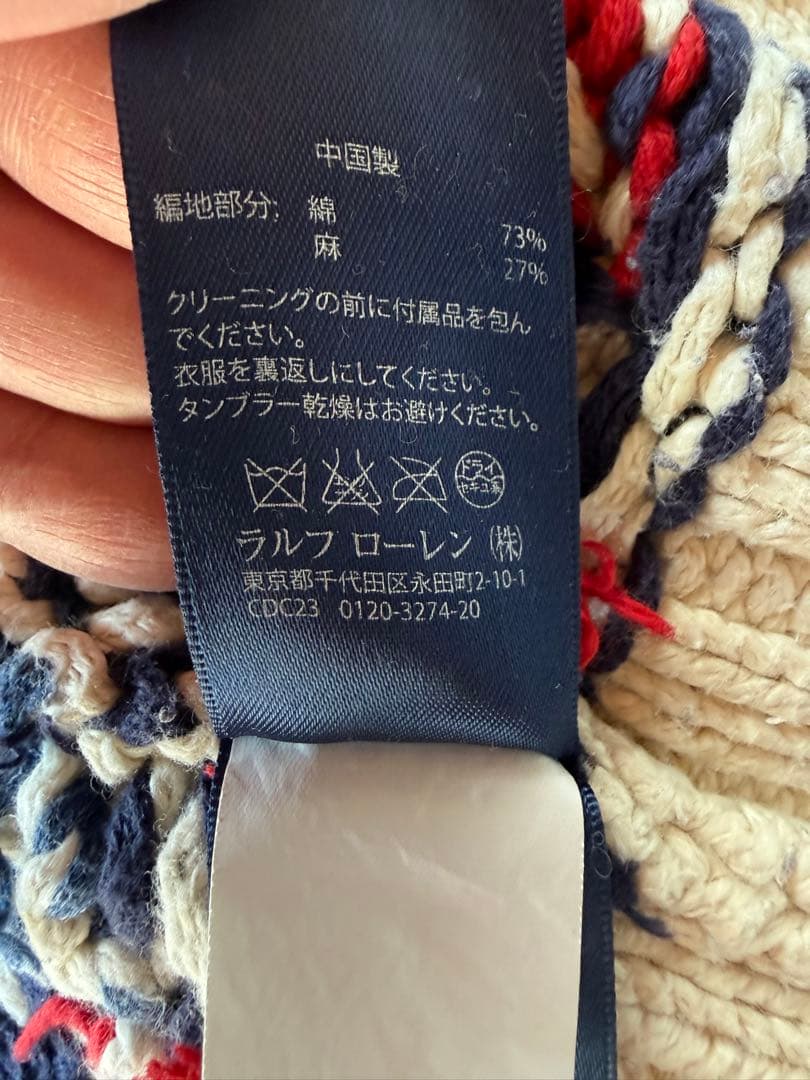 中国製
編地部分: 綿 73%
麻 27%
クリーニングの前に付属品を包ん
でください。
衣服を裏返しにしてください。
タンブラー乾燥はお避けください。
ドライ
ラルフ ローレン (株)
東京都千代田区永田町2-10-1
CDC23 0120-3274-20